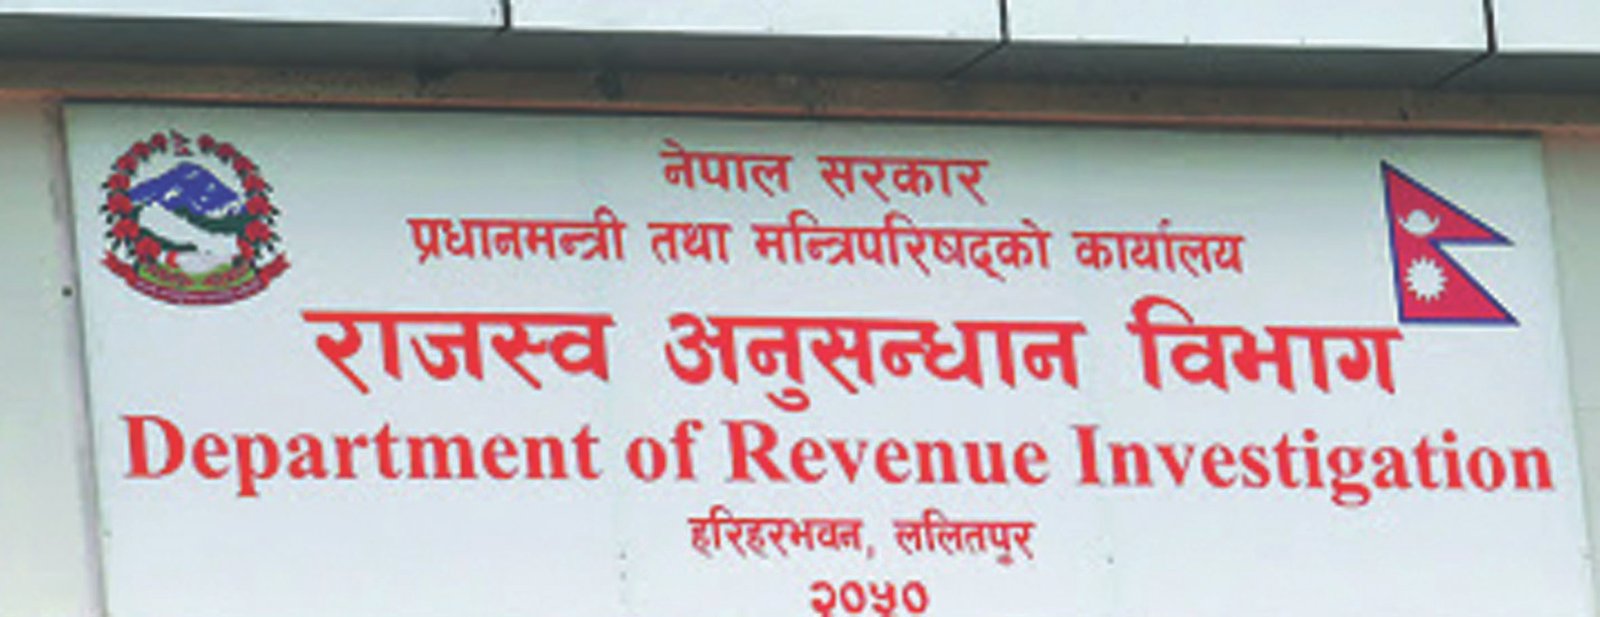 नेपाल सरकार
प्रधानमन्त्री तथा मन्त्रिपरिषद्को कार्यालय
राजस्व अनुसन्धान विभाग
Department of Revenue Investigation
हरिहरभवन, ललितपुर
२०५०